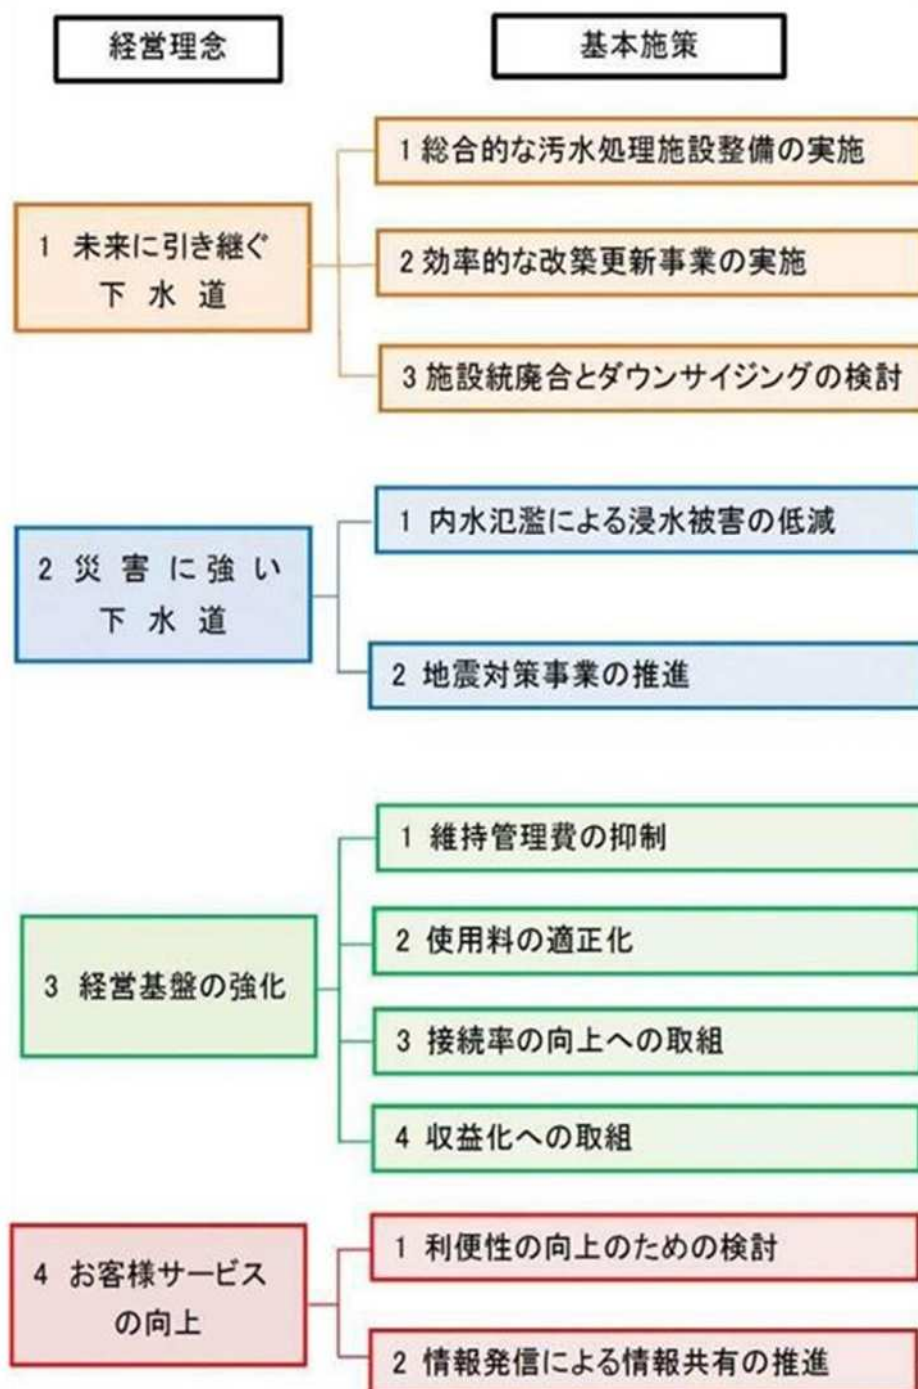 経営理念
基本施策
1 未来に引き継ぐ
下 水 道
1 総合的な汚水処理施設整備の実施
2 効率的な改築更新事業の実施
3 施設統廃合とダウンサイジングの検討
2 災 害 に 強 い
下 水 道
1 内水氾濫による浸水被害の低減
2 地震対策事業の推進
3 経営基盤の強化
1 維持管理費の抑制
2 使用料の適正化
3 接続率の向上への取組
4 収益化への取組
4 お客様サービス
の向上
1 利便性の向上のための検討
2 情報発信による情報共有の推進